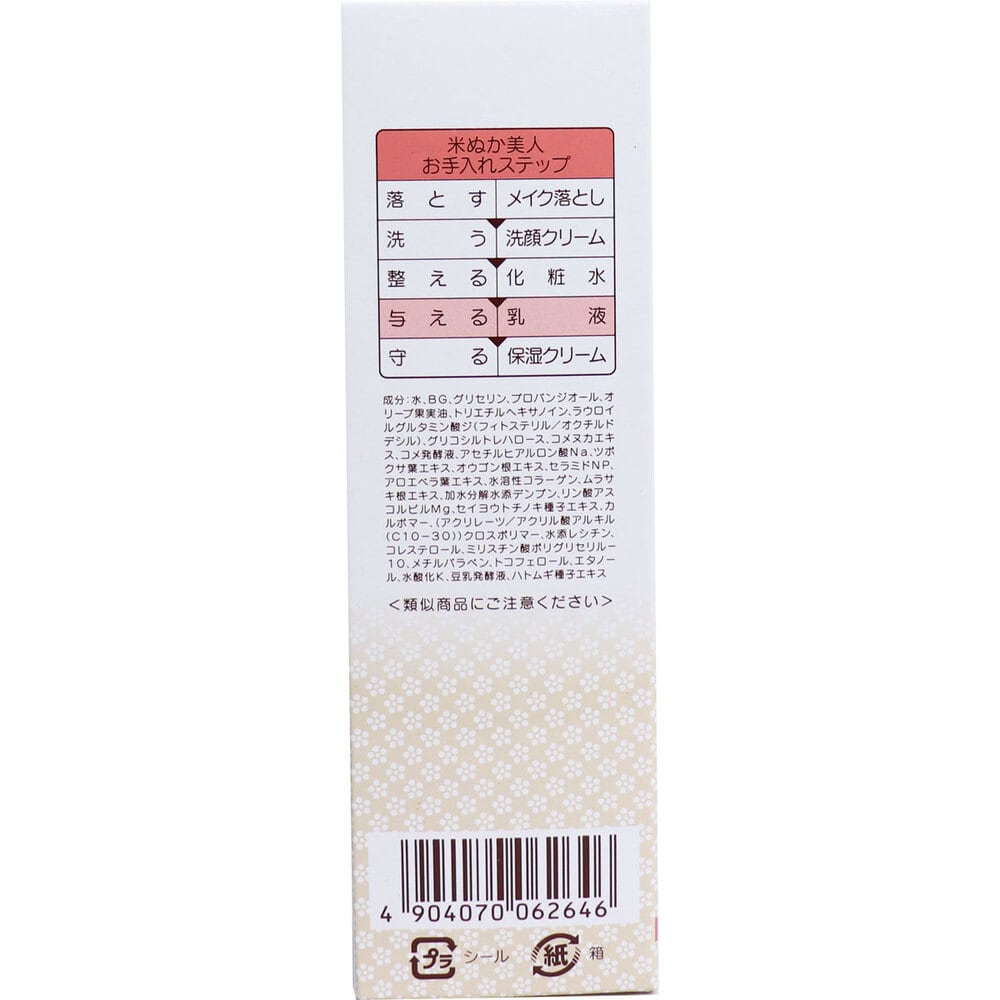 米ぬか美人
お手入れステップ
落とす メイク落とし
洗う 洗顔クリーム
整える 化粧水
与える 乳液
守る 保湿クリーム
成分:水、BG、グリセリン、プロパンジオール、オ
リーブ果実油、トリエチルヘキサノイン、ラウロイ
ルグルタミン酸ジ(フィトステリル/オクチルド
デシル)、グリコシルトレハロース、コメヌカエキ
ス、コメ発酵液、アセチルヒアルロン酸Na、ツボ
クサ葉エキス、オウゴン根エキス、セラミドNP、
アロエベラ葉エキス、水溶性コラーゲン、ムラサ
キ根エキス、加水分解水添デンプン、リン酸アス
コルビルMg、セイヨウトチノキ種子エキス、カ
ルボマー、(アクリレーツ/アクリル酸アルキル
(C10-30))クロスポリマー、水添レシチン、
コレステロール、ミリスチン酸ポリグリセリル-
10、メチルパラベン、トコフェロール、エタノー
ル、水酸化K、豆乳発酵液、ハトムギ種子エキス
<類似商品にご注意ください>
4 904070 062646
プラ シール 紙 箱